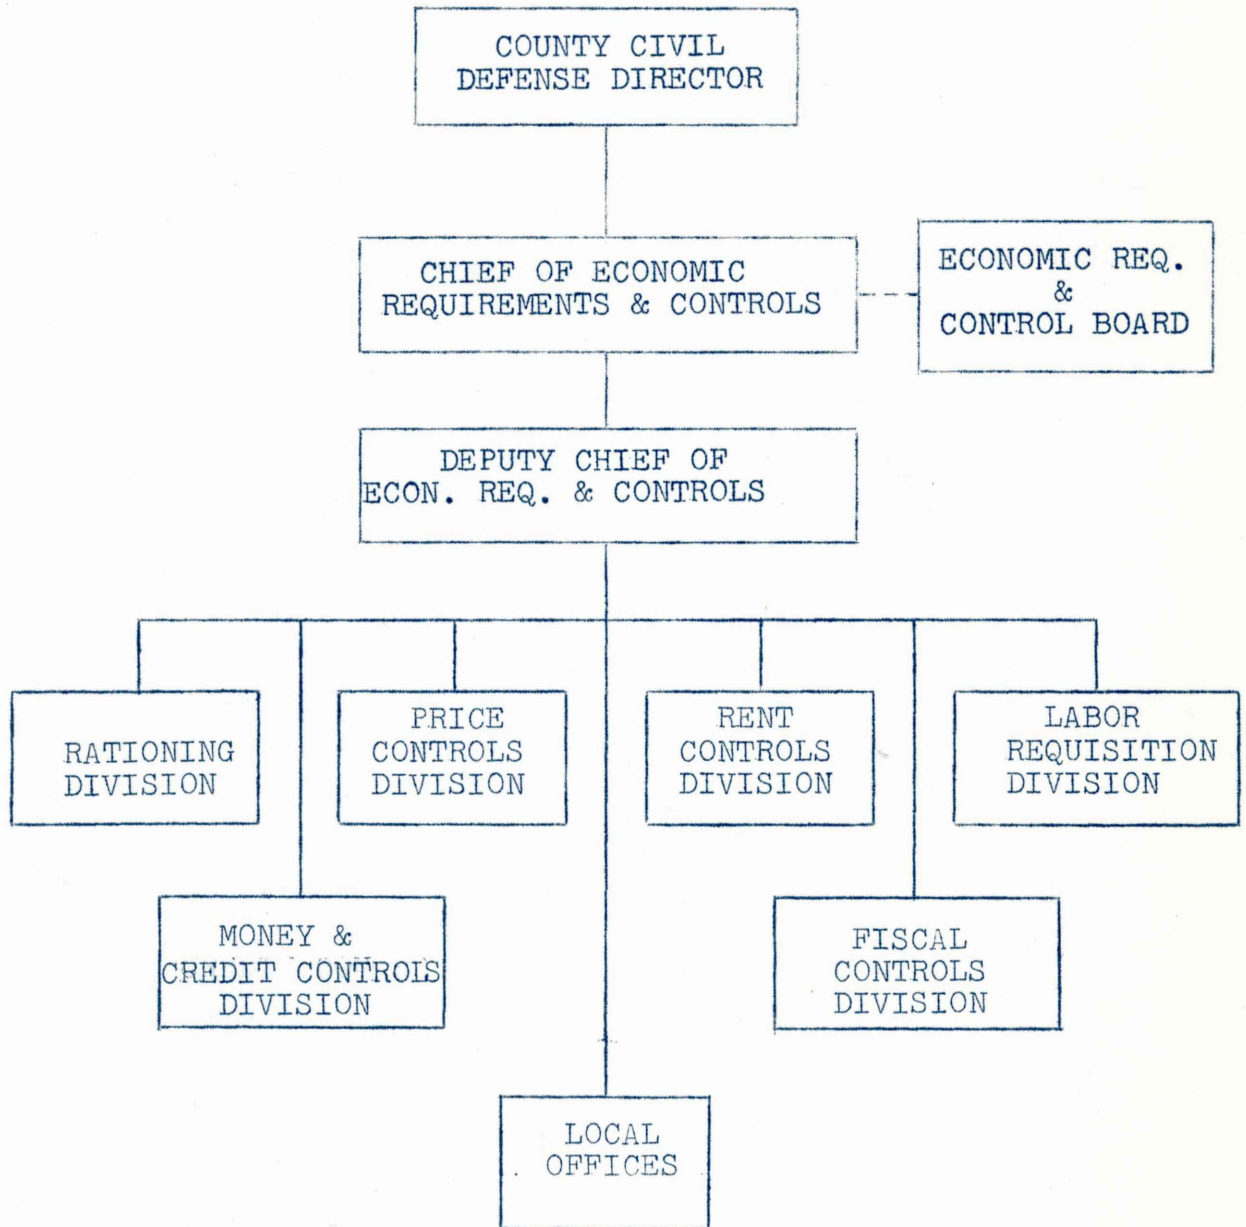 COUNTY CIVIL
DEFENSE DIRECTOR
CHIEF OF ECONOMIC
REQUIREMENTS & CONTROLS
ECONOMIC REQ.
&
CONTROL BOARD
DEPUTY CHIEF OF
ECON. REQ. & CONTROLS
RATIONING
DIVISION
PRICE
CONTROLS
DIVISION
RENT
CONTROLS
DIVISION
LABOR
REQUISITION
DIVISION
MONEY &
CREDIT CONTROLS
DIVISION
FISCAL
CONTROLS
DIVISION
LOCAL
OFFICES